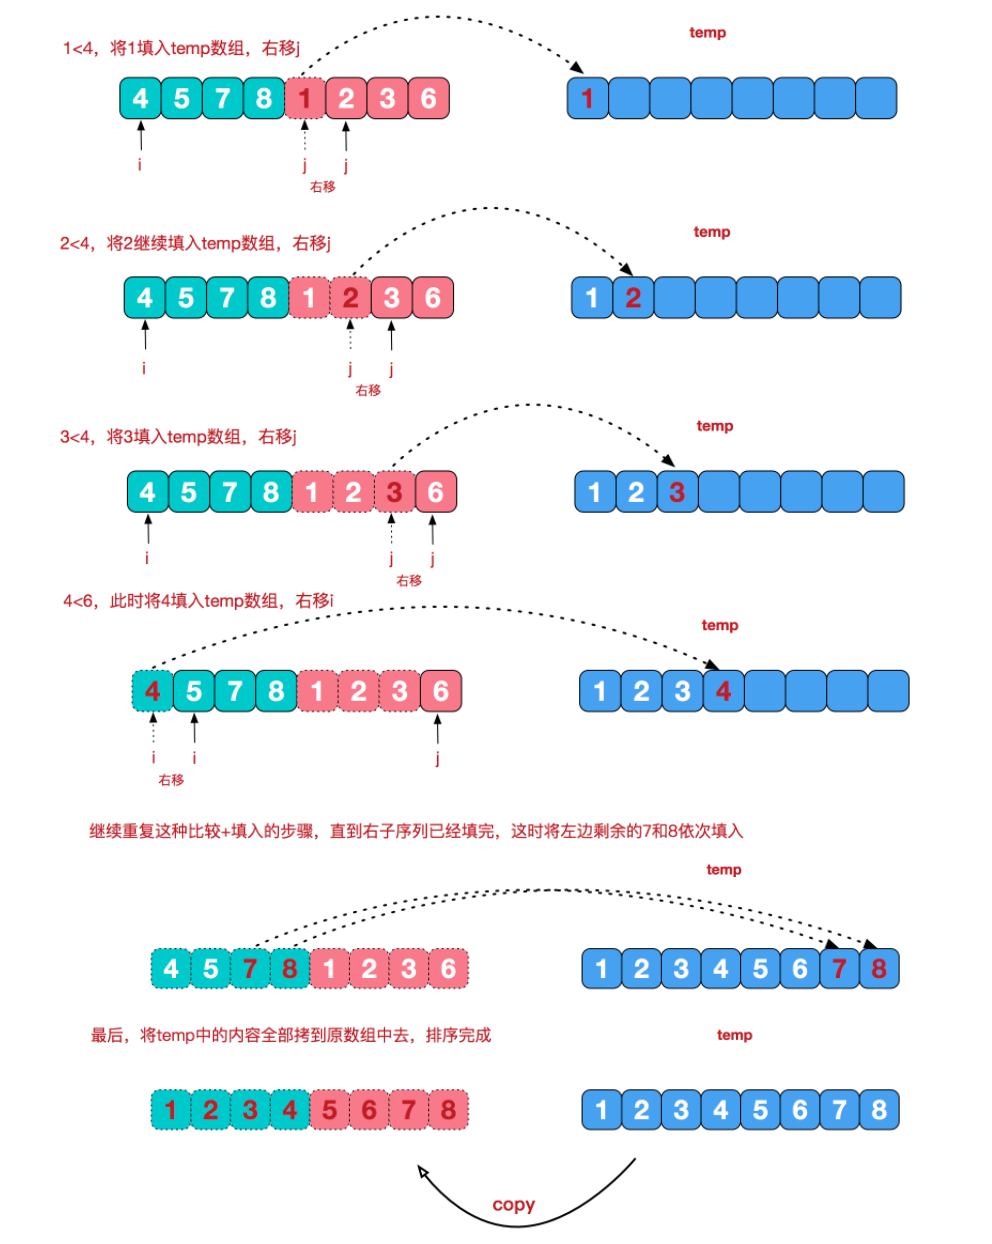 1<4，将1填入temp数组，右移j
temp
4 5 7 8 1 2 3 6
1
i j j
右移
2<4，将2继续填入temp数组，右移j
temp
4 5 7 8 1 2 3 6
1 2
i j j
右移
3<4，将3填入temp数组，右移j
temp
4 5 7 8 1 2 3 6
1 2 3
i j j
右移
4<6，此时将4填入temp数组，右移i
temp
4 5 7 8 1 2 3 6
1 2 3 4
i i j
右移
继续重复这种比较+填入的步骤，直到右子序列已经填完，这时将左边剩余的7和8依次填入
temp
4 5 7 8 1 2 3 6
1 2 3 4 5 6 7 8
最后，将temp中的内容全部拷到原数组中去，排序完成
temp
1 2 3 4 5 6 7 8
1 2 3 4 5 6 7 8
copy